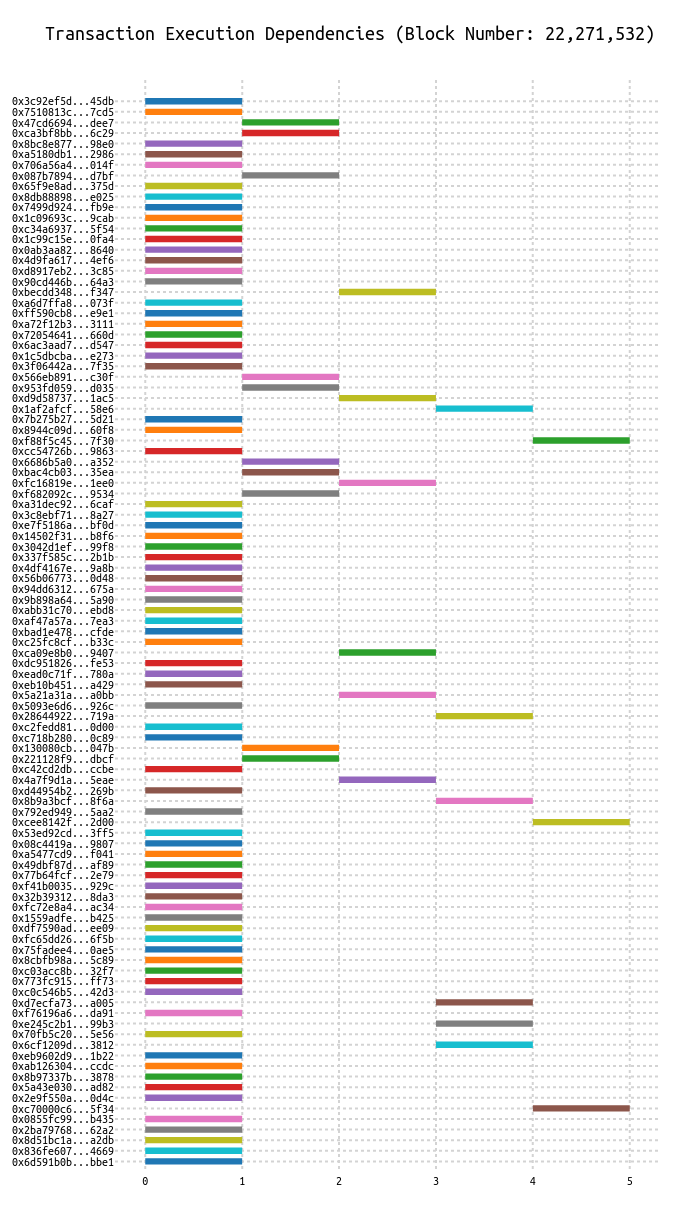 Transaction Execution Dependencies (Block Number: 22,271,532)
0x3c92ef5d...45db
0x7510813c...7cd5
0x47cd6694...dee7
0xca3bf8bb...6c29
0x8bc8e877...98e0
0xa5180db1...2986
0x706a56a4...014f
0x087b7894...d7bf
0x65f9e8ad...375d
0x8db88898...e025
0x7499d924...fb9e
0x1c09693c...9cab
0xc34a6937...5f54
0x1c99c15e...0fa4
0x0ab3aa82...8640
0x4d9fa617...4ef6
0xd8917eb2...3c85
0x90cd446b...64a3
0xbecdd348...f347
0xa6d7ffa8...073f
0xff590cb8...e9e1
0xa72f12b3...3111
0x72054641...660d
0x6ac3aad7...d547
0x1c5dbcba...e273
0x3f06442a...7f35
0x566eb891...c30f
0x953fd059...d035
0xd9d58737...1ac5
0x1af2afcf...58e6
0x7b275b27...5d21
0x8944c09d...60f8
0xf88f5c45...7f30
0xcc54726b...9863
0x6686b5a0...a352
0xbac4cb03...35ea
0xfc16819e...1ee0
0xf682092c...9534
0xa31dec92...6caf
0x3c8ebf71...8a27
0xe7f5186a...bf0d
0x14502f31...b8f6
0x3042d1ef...99f8
0x337f585c...2b1b
0x4df4167e...9a8b
0x56b06773...0d48
0x94dd6312...675a
0x9b898a64...5a90
0xabb31c70...ebd8
0xaf47a57a...7ea3
0xbad1e478...cfde
0xc25fc8cf...b33c
0xca09e8b0...9407
0xdc951826...fe53
0xead0c71f...780a
0xeb10b451...a429
0x5a21a31a...a0bb
0x5093e6d6...926c
0x28644922...719a
0xc2fedd81...0d00
0xc718b280...0c89
0x130080cb...047b
0x221128f9...dbcf
0xc42cd2db...ccbe
0x4a7f9d1a...5eae
0xd44954b2...269b
0x8b9a3bcf...8f6a
0x792ed949...5aa2
0xcee8142f...2d00
0x53ed92cd...3ff5
0x08c4419a...9807
0xa5477cd9...f041
0x49dbf87d...af89
0x77b64fcf...2e79
0xf41b0035...929c
0x32b39312...8da3
0xfc72e8a4...ac34
0x1559adfe...b425
0xdf7590ad...ee09
0xfc65dd26...6f5b
0x75fadee4...0ae5
0x8cbfb98a...5c89
0xc03acc8b...32f7
0x773fc915...ff73
0xc0c546b5...42d3
0xd7ecfa73...a005
0xf76196a6...da91
0xe245c2b1...99b3
0x70fb5c20...5e56
0x6cf1209d...3812
0xeb9602d9...1b22
0xab126304...ccdc
0x8b97337b...3878
0x5a43e030...ad82
0x2e9f550a...0d4c
0xc70000c6...5f34
0x0855fc99...b435
0x2ba79768...62a2
0x8d51bc1a...a2db
0x836fe607...4669
0x6d591b0b...bbe1
0 1 2 3 4 5